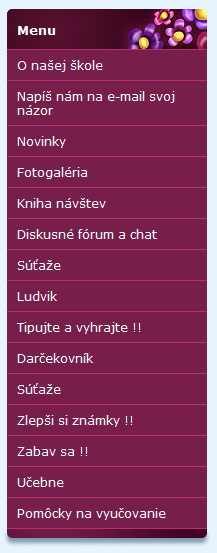 Menu
O našej škole
Napíš nám na e-mail svoj
názor
Novinky
Fotogaléria
Kniha návštev
Diskusné fórum a chat
Súťaže
Ludvik
Tipujte a vyhrajte !!
Darčekovník
Súťaže
Zlepši si známky !!
Zabav sa !!
Učebne
Pomôcky na vyučovanie